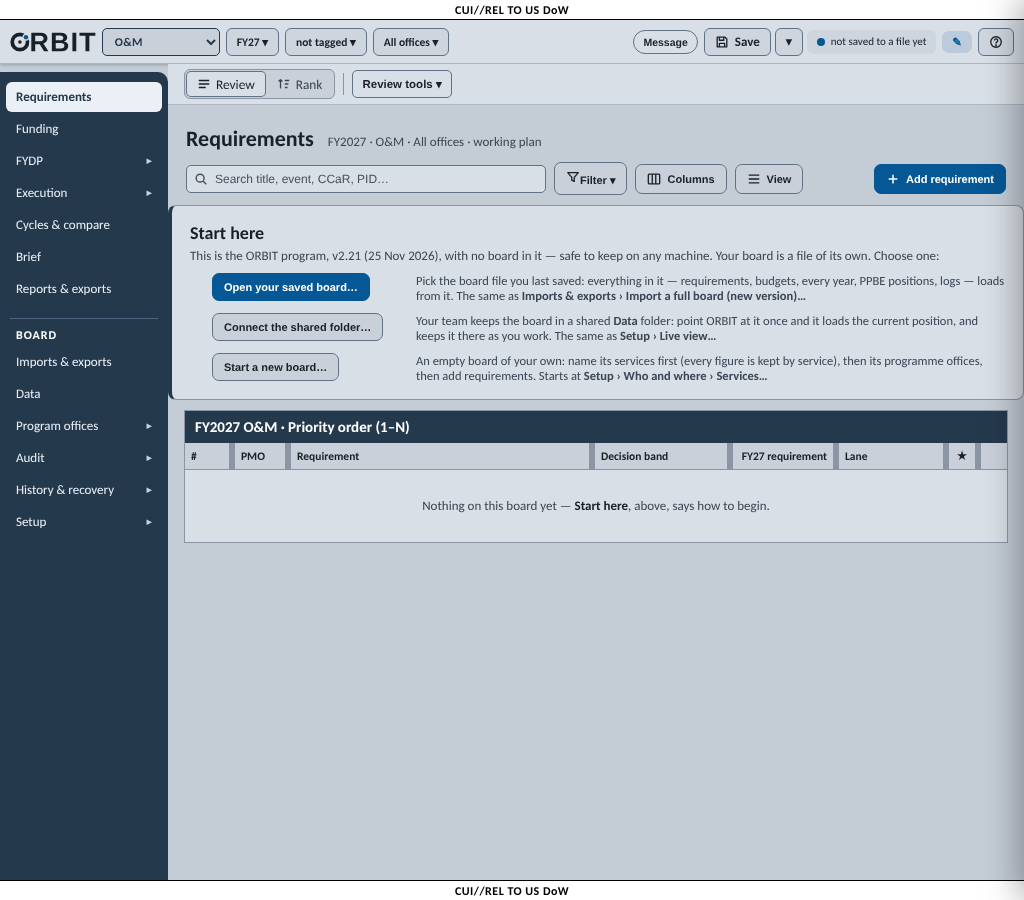 CUI//REL TO US DoW
ORBIT O&M FY27 ▾ not tagged ▾ All offices ▾ Message Save ▾ not saved to a file yet
Review Rank Review tools ▾
Requirements
Funding
FYDP ▸
Execution ▸
Cycles & compare
Brief
Reports & exports
BOARD
Imports & exports
Data
Program offices ▸
Audit ▸
History & recovery ▸
Setup ▸
Requirements FY2027 · O&M · All offices · working plan
Search title, event, CCaR, PID… Filter ▾ Columns View + Add requirement
Start here
This is the ORBIT program, v2.21 (25 Nov 2026), with no board in it — safe to keep on any machine. Your board is a file of its own. Choose one:
Open your saved board…
Pick the board file you last saved: everything in it — requirements, budgets, every year, PPBE positions, logs — loads
from it. The same as Imports & exports › Import a full board (new version)…
Connect the shared folder…
Your team keeps the board in a shared Data folder: point ORBIT at it once and it loads the current position, and
keeps it there as you work. The same as Setup › Live view…
Start a new board…
An empty board of your own: name its services first (every figure is kept by service), then its programme offices,
then add requirements. Starts at Setup › Who and where › Services…
FY2027 O&M · Priority order (1–N)
# PMO Requirement Decision band FY27 requirement Lane ★
Nothing on this board yet — Start here, above, says how to begin.
CUI//REL TO US DoW